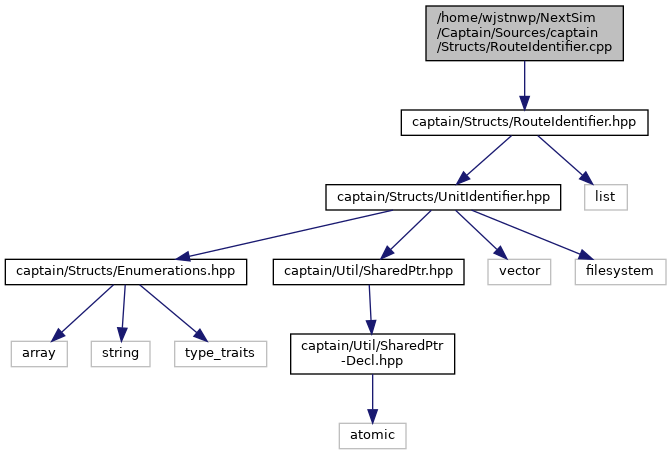 /home/wjstnwp/NextSim
/Captain/Sources/captain
/Structs/RouteIdentifier.cpp
captain/Structs/RouteIdentifier.hpp
captain/Structs/UnitIdentifier.hpp
list
captain/Structs/Enumerations.hpp
captain/Util/SharedPtr.hpp
vector
filesystem
array
string
type_traits
captain/Util/SharedPtr
-Decl.hpp
atomic